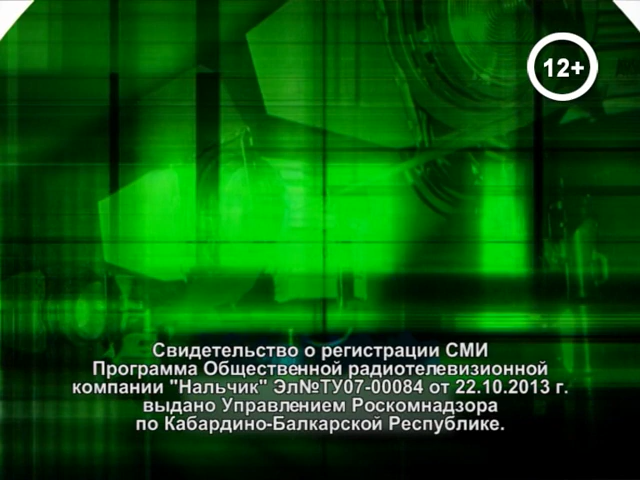 12+
Свидетельство о регистрации СМИ
Программа Общественной радиотелевизионной
компании "Нальчик" Эл№ТУ07-00084 от 22.10.2013 г.
выдано Управлением Роскомнадзора
по Кабардино-Балкарской Республике.